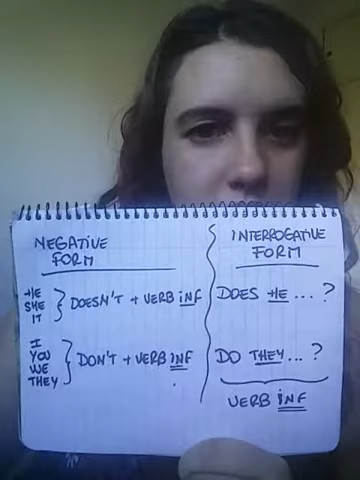 NEGATIVE
FORM
HE
SHE
IT
DOESN'T + VERB INF
I
YOU
WE
THEY
DON'T + VERB INF
INTERROGATIVE
FORM
DOES HE ... ?
DO THEY ... ?
VERB INF